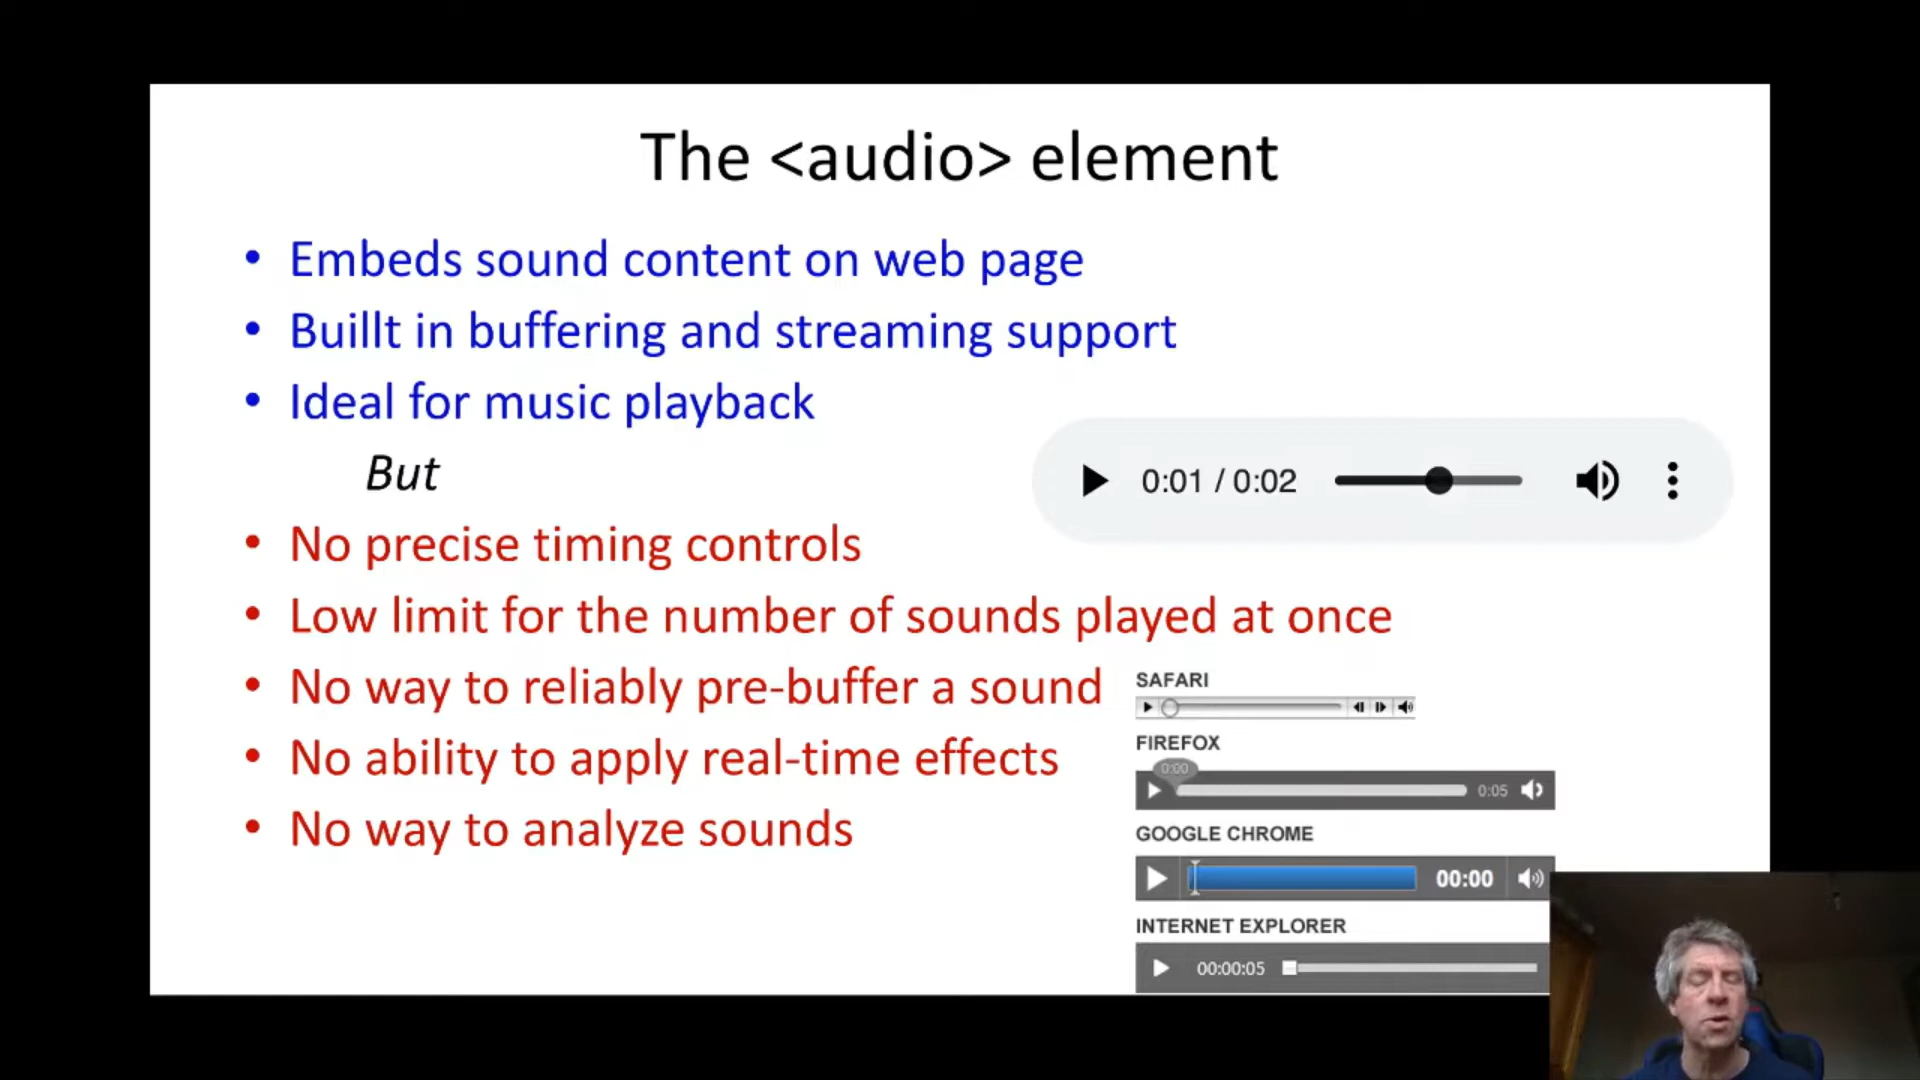 The <audio> element
• Embeds sound content on web page
• Buillt in buffering and streaming support
• Ideal for music playback
But
0:01 / 0:02
• No precise timing controls
• Low limit for the number of sounds played at once
• No way to reliably pre-buffer a sound
• No ability to apply real-time effects
• No way to analyze sounds
SAFARI
FIREFOX
0:00
0:05
GOOGLE CHROME
00:00
INTERNET EXPLORER
00:00:05